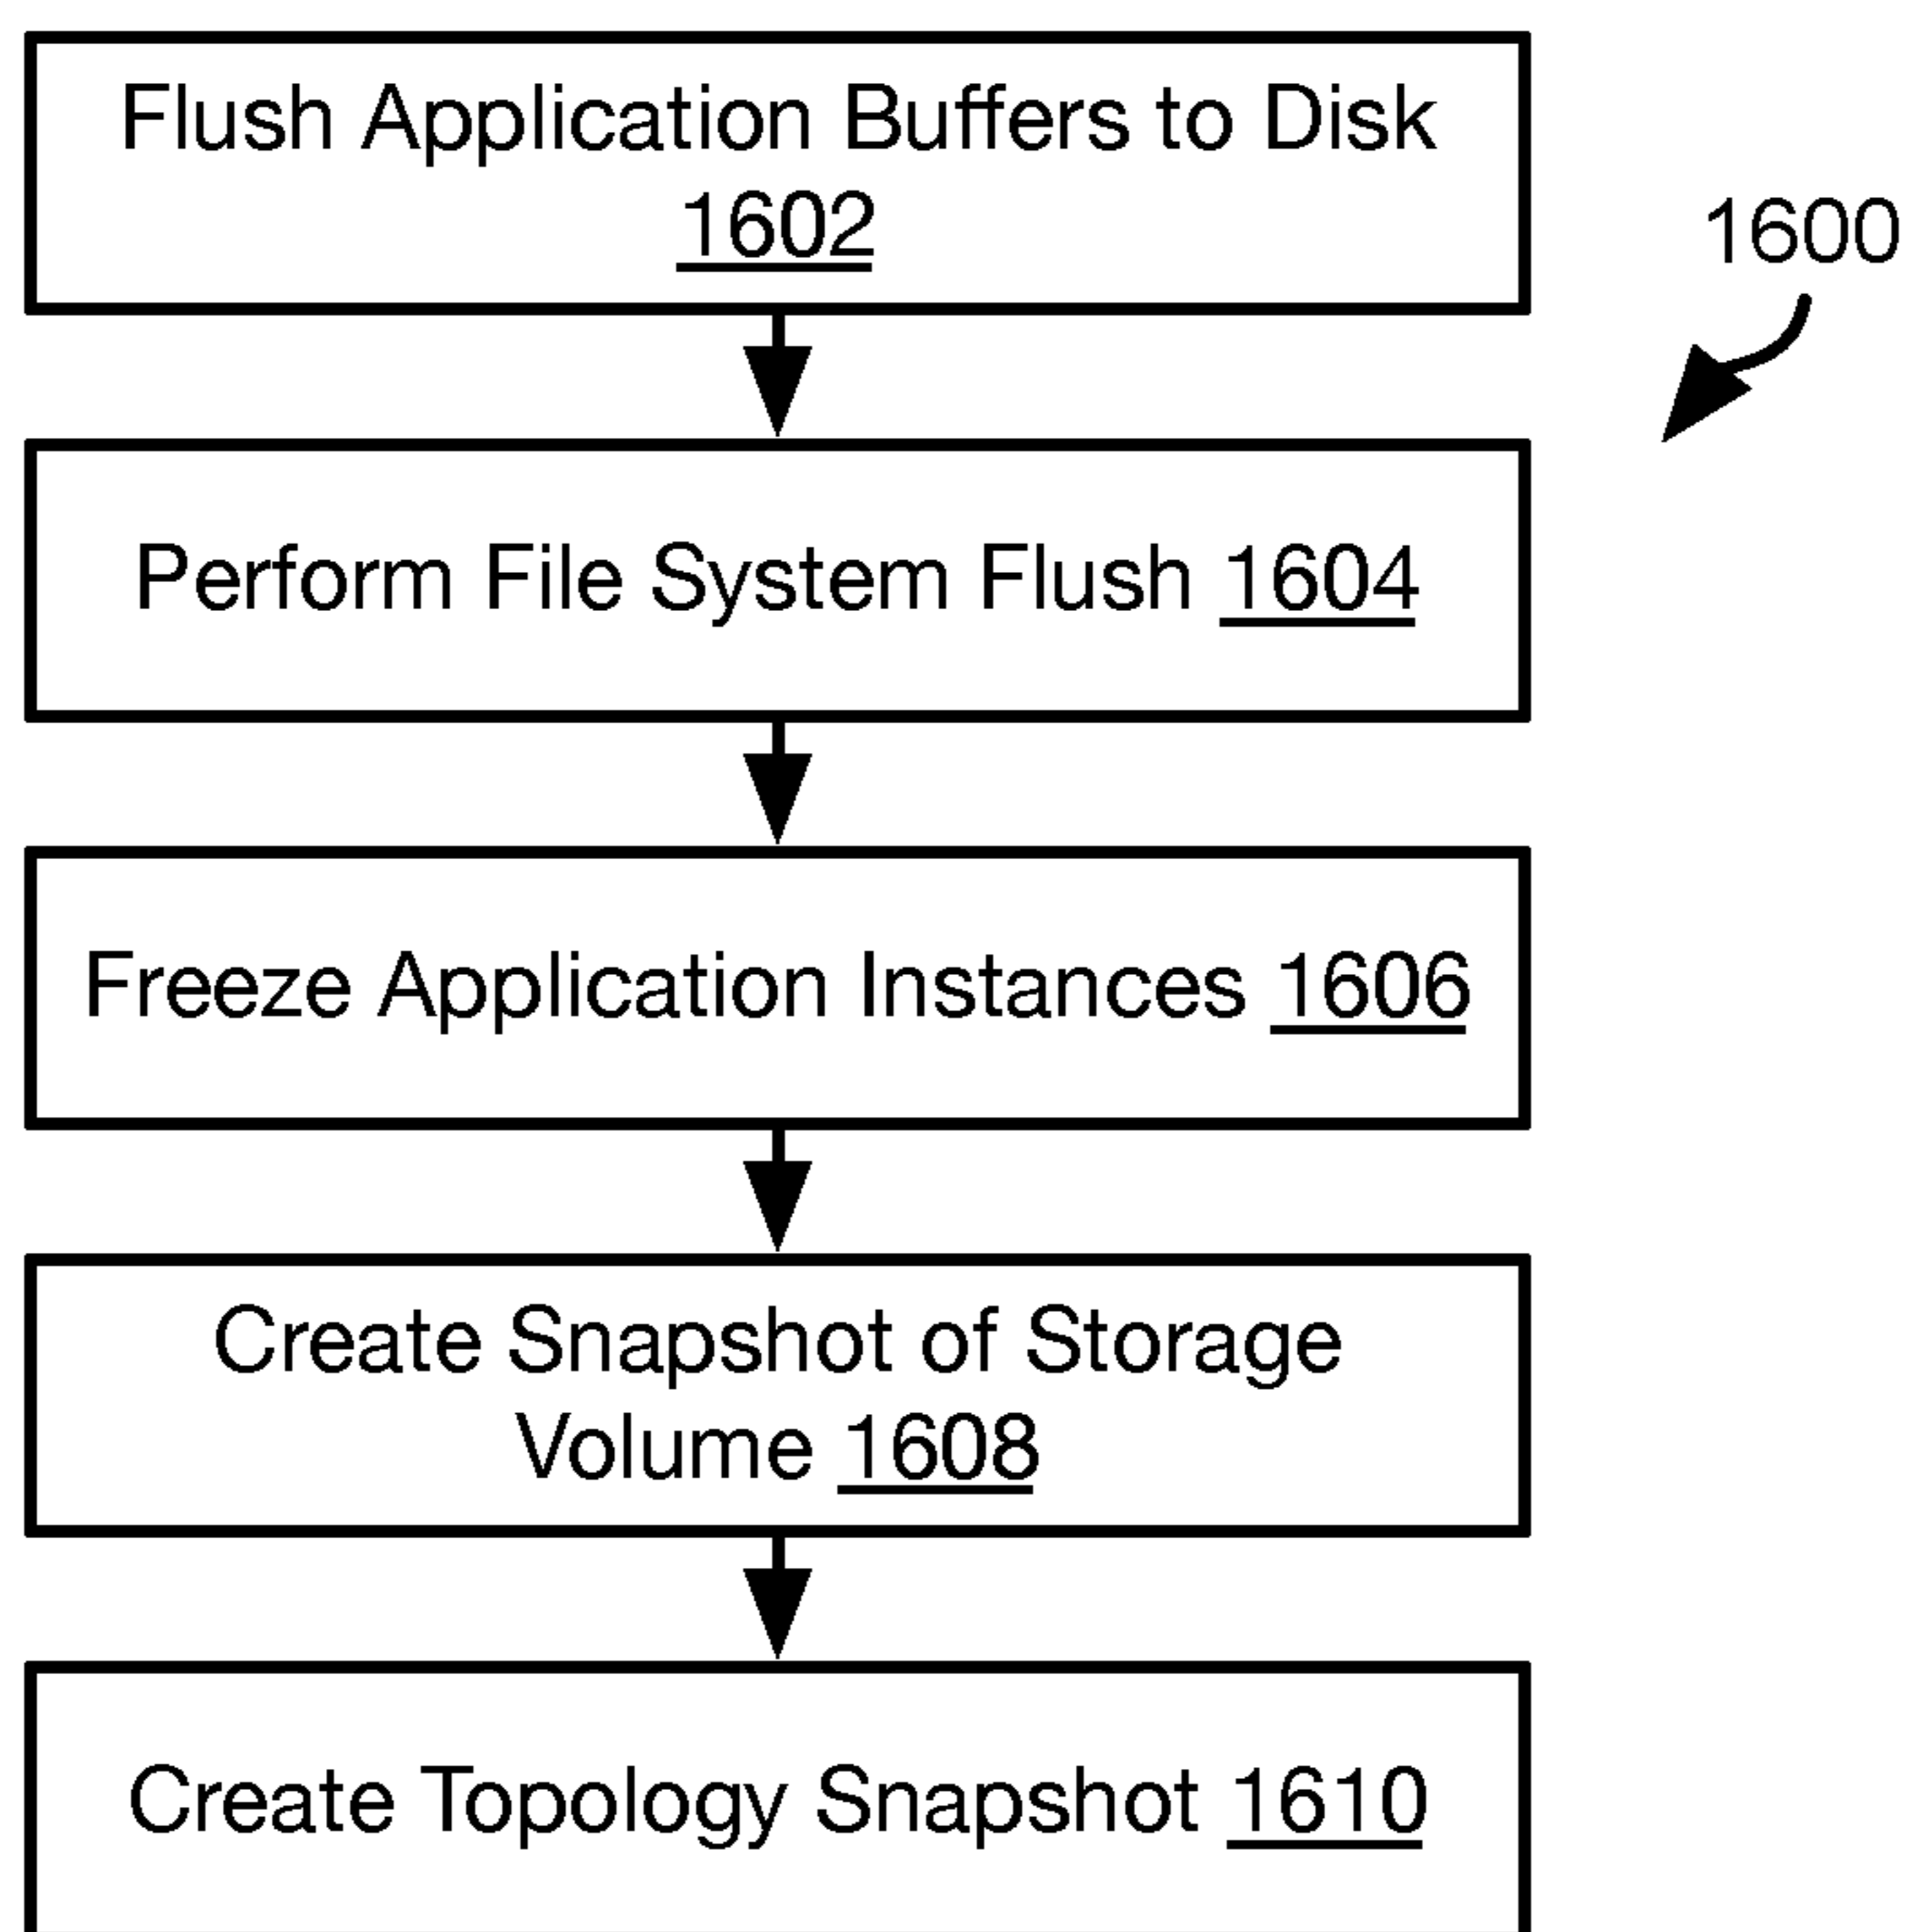 Flush Application Buffers to Disk
1602
1600
Perform File System Flush 1604
Freeze Application Instances 1606
Create Snapshot of Storage
Volume 1608
Create Topology Snapshot 1610